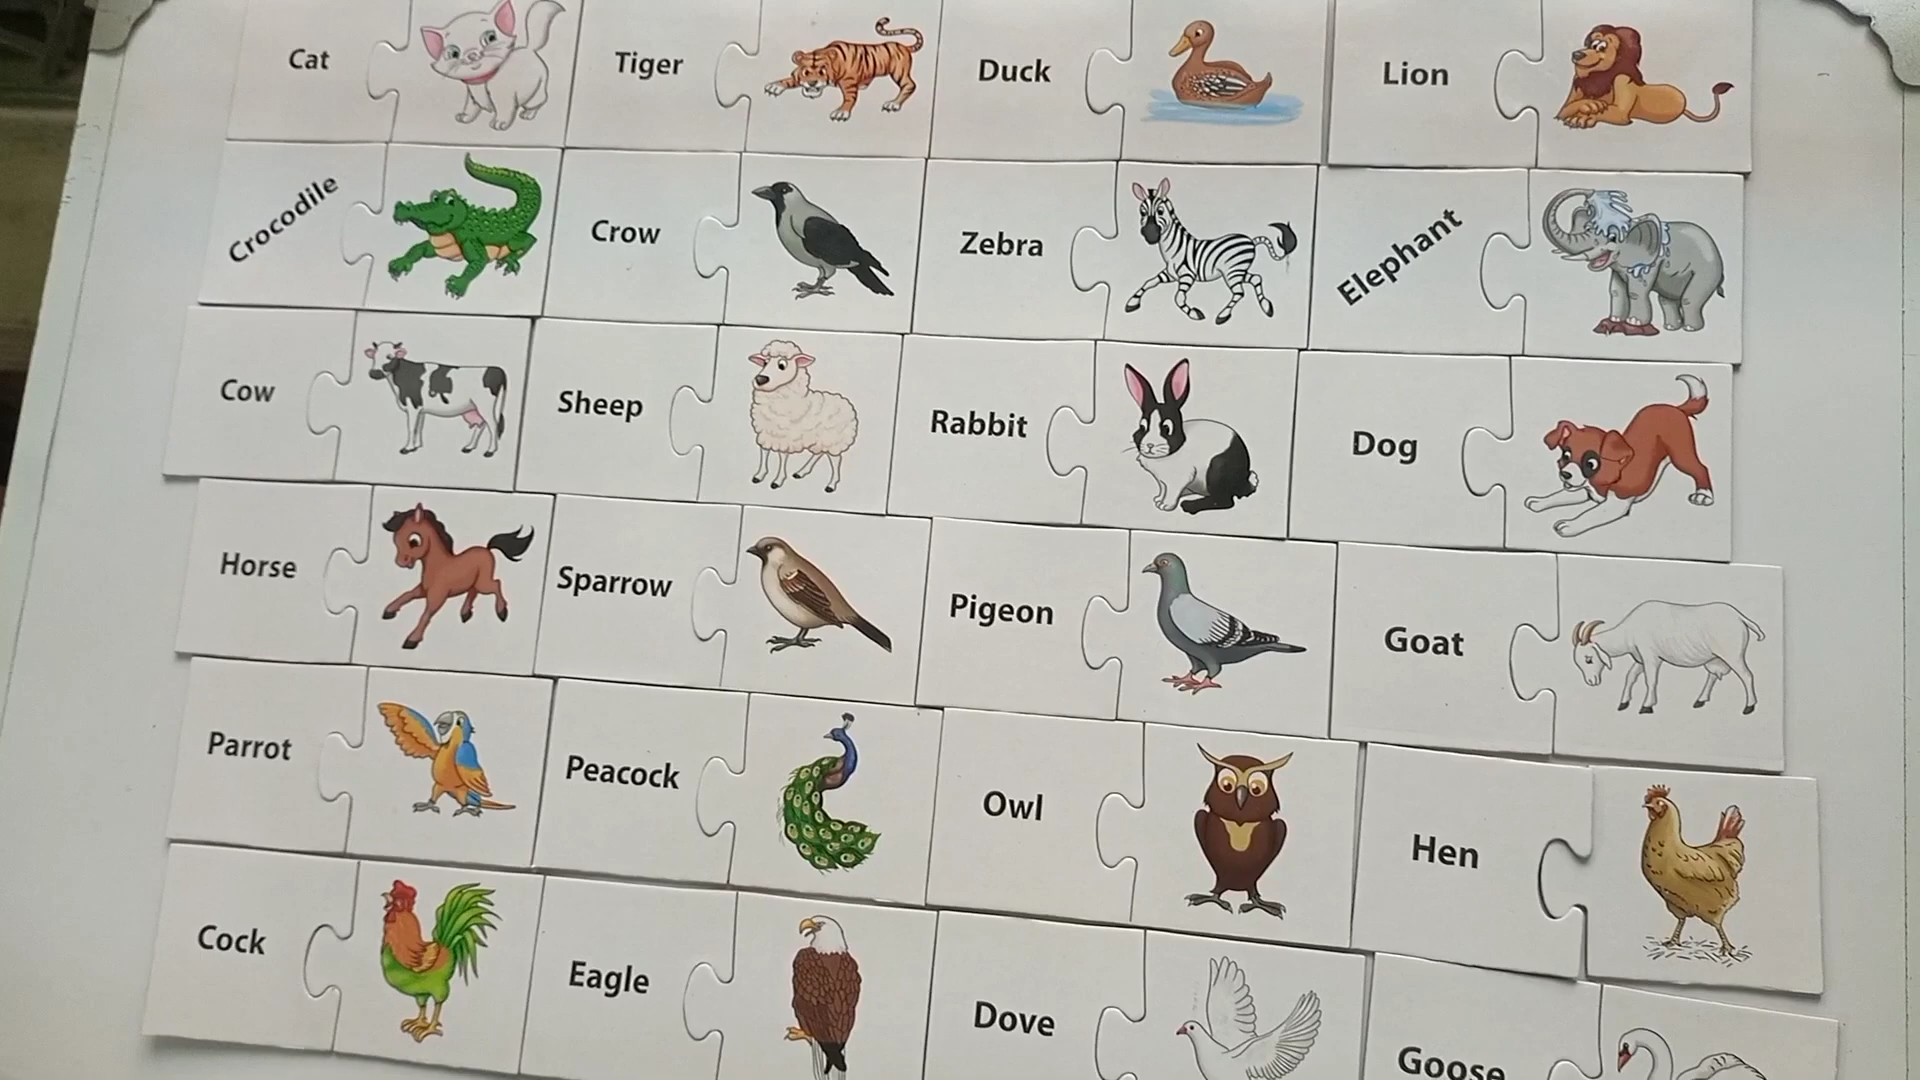 Cat
Tiger
Duck
Lion
Crocodile
Crow
Zebra
Elephant
Cow
Sheep
Rabbit
Dog
Horse
Sparrow
Pigeon
Goat
Parrot
Peacock
Owl
Hen
Cock
Eagle
Dove
Goose